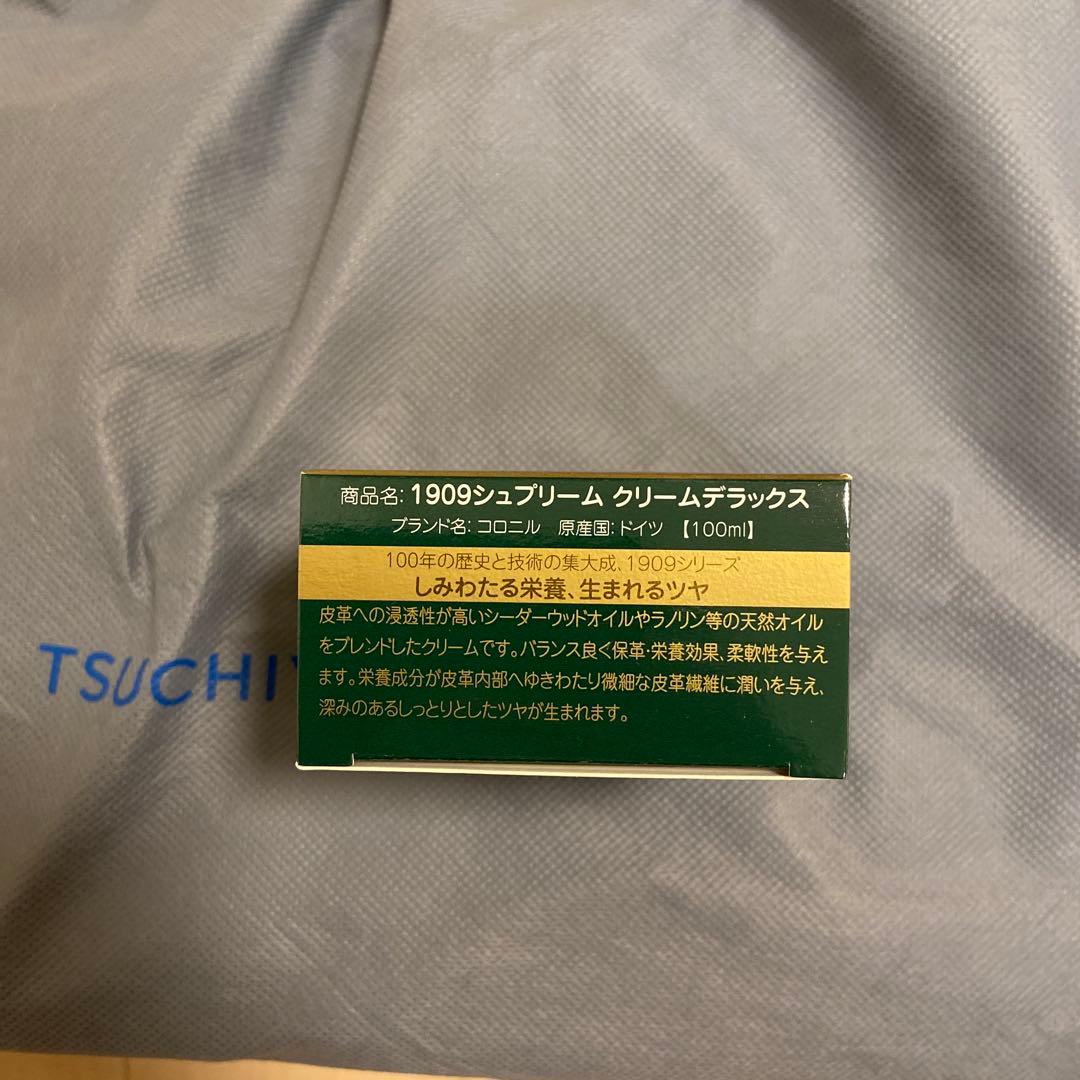 商品名: 1909シュプリーム クリームデラックス
ブランド名: コロニル 原産国: ドイツ 【100ml】
100年の歴史と技術の集大成、1909シリーズ
しみわたる栄養、生まれるツヤ
皮革への浸透性が高いシーダーウッドオイルやラノリン等の天然オイル
をブレンドしたクリームです。バランス良く保革・栄養効果、柔軟性を与え
ます。栄養成分が皮革内部へゆきわたり微細な皮革繊維に潤いを与え、
深みのあるしっとりとしたツヤが生まれます。
TSUCHIY